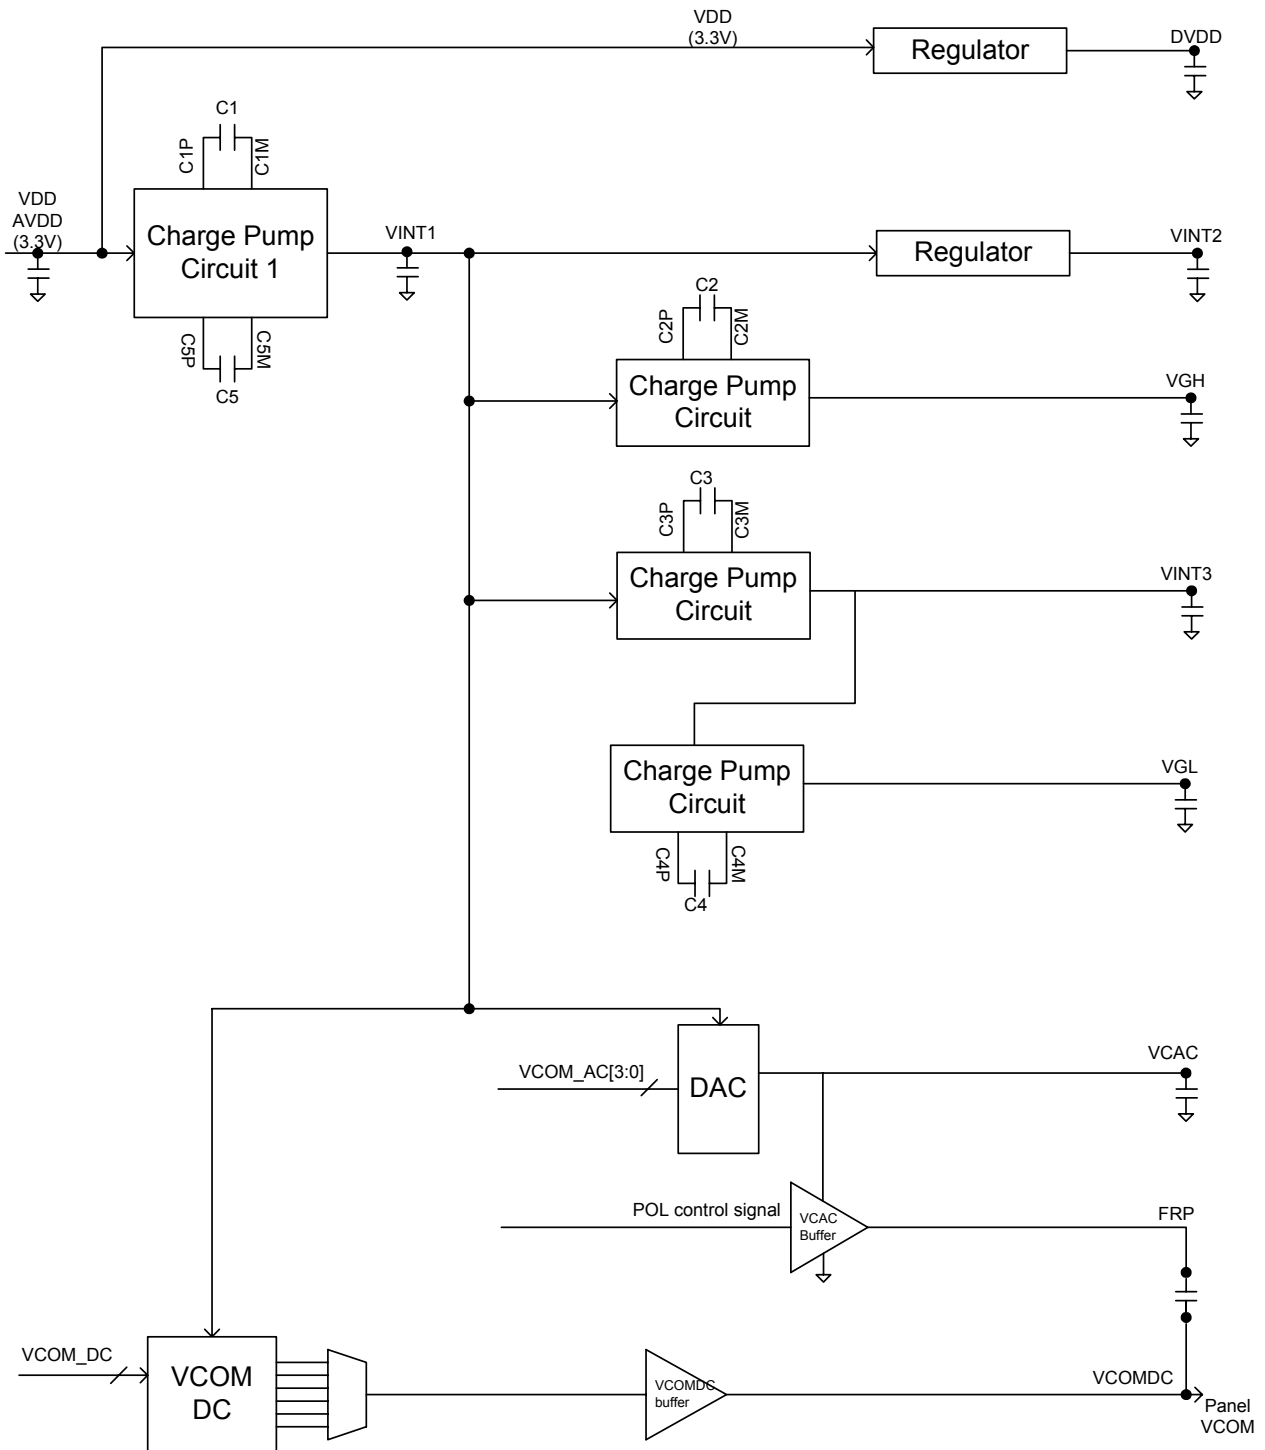 VDD
(3.3V)
Regulator
DVDD
C1
C1P
C1M
VDD
AVDD
(3.3V)
Charge Pump
Circuit 1
VINT1
Regulator
VINT2
C5P
C5M
C5
C2
C2P
C2M
Charge Pump
Circuit
VGH
C3
C3P
C3M
Charge Pump
Circuit
VINT3
Charge Pump
Circuit
VGL
C4P
C4M
C4
VCOM_AC[3:0]
DAC
VCAC
POL control signal
VCAC
Buffer
FRP
VCOM_DC
VCOM
DC
VCOMDC
buffer
VCOMDC
Panel
VCOM